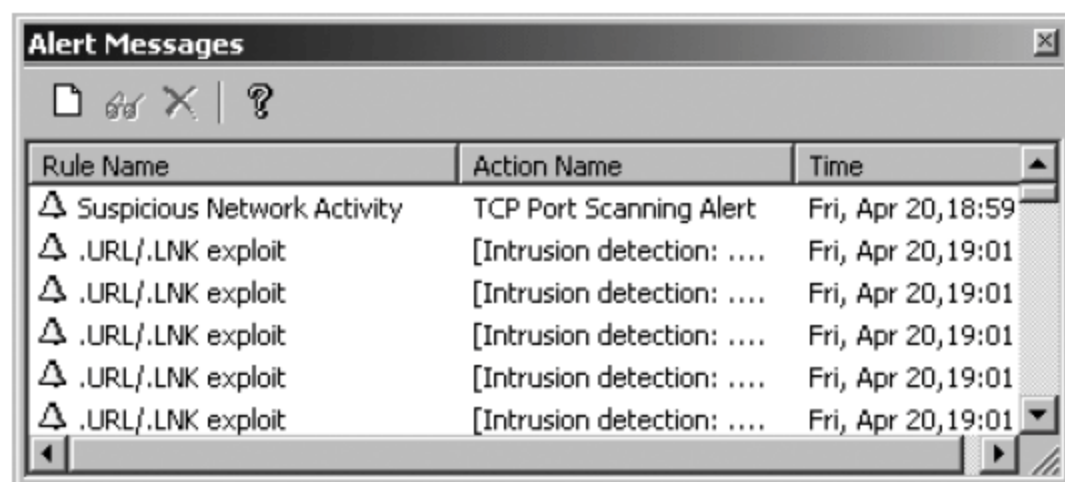 Alert Messages
Rule Name Action Name Time
Suspicious Network Activity TCP Port Scanning Alert Fri, Apr 20,18:59
.URL/.LNK exploit [Intrusion detection: .... Fri, Apr 20,19:01
.URL/.LNK exploit [Intrusion detection: .... Fri, Apr 20,19:01
.URL/.LNK exploit [Intrusion detection: .... Fri, Apr 20,19:01
.URL/.LNK exploit [Intrusion detection: .... Fri, Apr 20,19:01
.URL/.LNK exploit [Intrusion detection: .... Fri, Apr 20,19:01